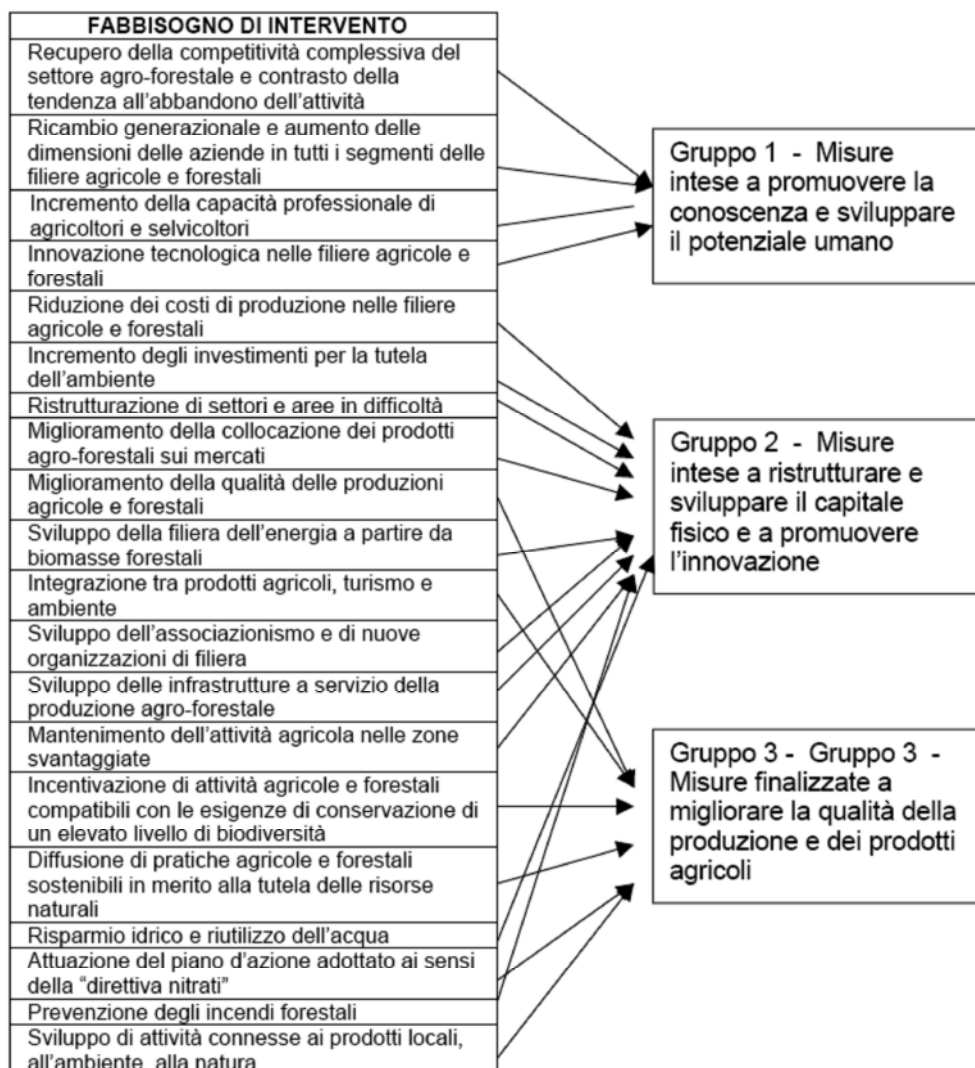 FABBISOGNO DI INTERVENTO
Recupero della competitività complessiva del
settore agro-forestale e contrasto della
tendenza all'abbandono dell'attività
Ricambio generazionale e aumento delle
dimensioni delle aziende in tutti i segmenti delle
filiere agricole e forestali
Incremento della capacità professionale di
agricoltori e selvicoltori
Innovazione tecnologica nelle filiere agricole e
forestali
Riduzione dei costi di produzione nelle filiere
agricole e forestali
Incremento degli investimenti per la tutela
dell'ambiente
Ristrutturazione di settori e aree in difficoltà
Miglioramento della collocazione dei prodotti
agro-forestali sui mercati
Miglioramento della qualità delle produzioni
agricole e forestali
Sviluppo della filiera dell'energia a partire da
biomasse forestali
Integrazione tra prodotti agricoli, turismo e
ambiente
Sviluppo dell'associazionismo e di nuove
organizzazioni di filiera
Sviluppo delle infrastrutture a servizio della
produzione agro-forestale
Mantenimento dell'attività agricola nelle zone
svantaggiate
Incentivazione di attività agricole e forestali
compatibili con le esigenze di conservazione di
un elevato livello di biodiversità
Diffusione di pratiche agricole e forestali
sostenibili in merito alla tutela delle risorse
naturali
Risparmio idrico e riutilizzo dell'acqua
Attuazione del piano d'azione adottato ai sensi
della “direttiva nitrati”
Prevenzione degli incendi forestali
Sviluppo di attività connesse ai prodotti locali,
all'ambiente, alla natura
Gruppo 1 - Misure
intese a promuovere la
conoscenza e sviluppare
il potenziale umano
Gruppo 2 - Misure
intese a ristrutturare e
sviluppare il capitale
fisico e a promuovere
l'innovazione
Gruppo 3 - Gruppo 3 -
Misure finalizzate a
migliorare la qualità della
produzione e dei prodotti
agricoli